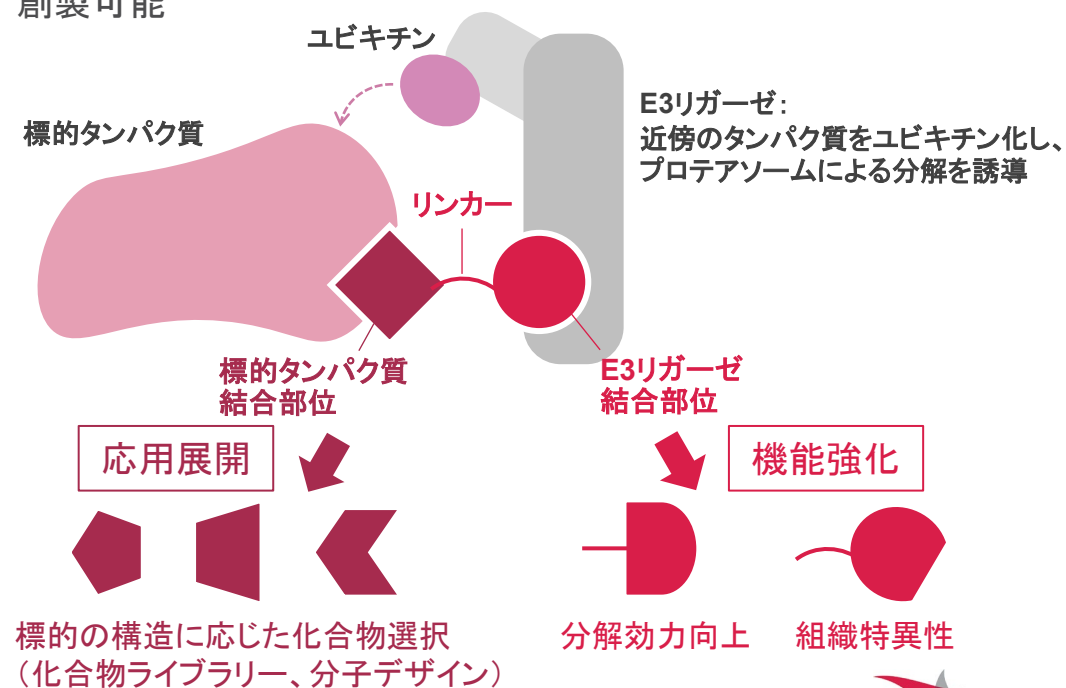 創製可能
ユビキチン
標的タンパク質
E3リガーゼ：
近傍のタンパク質をユビキチン化し、
プロテアソームによる分解を誘導
リンカー
標的タンパク質
結合部位
E3リガーゼ
結合部位
応用展開
機能強化
標的の構造に応じた化合物選択
（化合物ライブラリー、分子デザイン）
分解効力向上
組織特異性